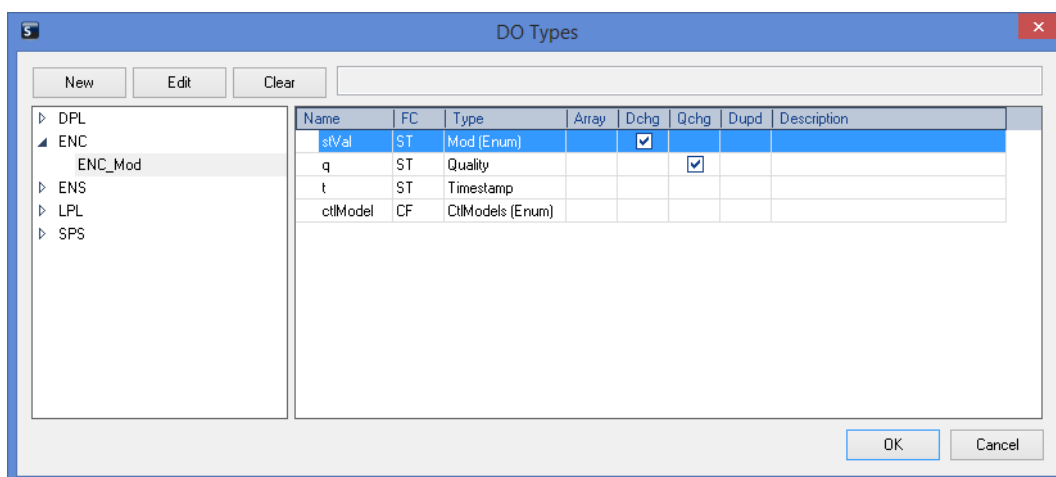 S DO Types
New Edit Clear
DPL
ENC
ENC_Mod
ENS
LPL
SPS
Name FC Type Array Dchg Qchg Dupd Description
stVal ST Mod (Enum)
q ST Quality
t ST Timestamp
ctlModel CF CtlModels (Enum)
OK Cancel